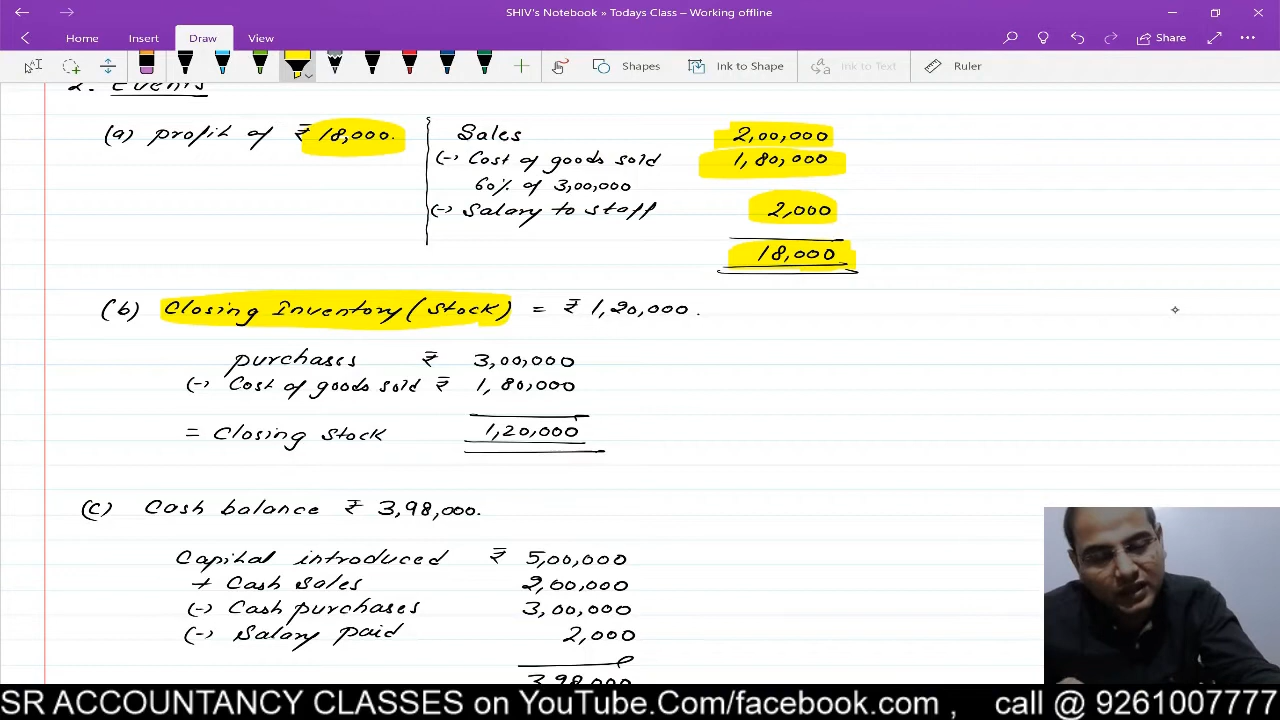 SHIV's Notebook » Todays Class – Working offline
Home Insert Draw View
Share
Shapes Ink to Shape Ink to Text Ruler
2. Events
(a) profit of ₹ 18,000.
Sales 2,00,000
(-) Cost of goods sold 1,80,000
60% of 3,00,000
(-) Salary to staff 2,000
18,000
(b) Closing Inventory (Stock) = ₹ 1,20,000.
purchases ₹ 3,00,000
(-) Cost of goods sold ₹ 1,80,000
= Closing stock 1,20,000
(c) Cash balance ₹ 3,98,000.
Capital introduced ₹ 5,00,000
+ Cash sales 2,00,000
(-) Cash purchases 3,00,000
(-) Salary paid 2,000
3,98,000
SR ACCOUNTANCY CLASSES on YouTube.Com/facebook.com , call @ 9261007777